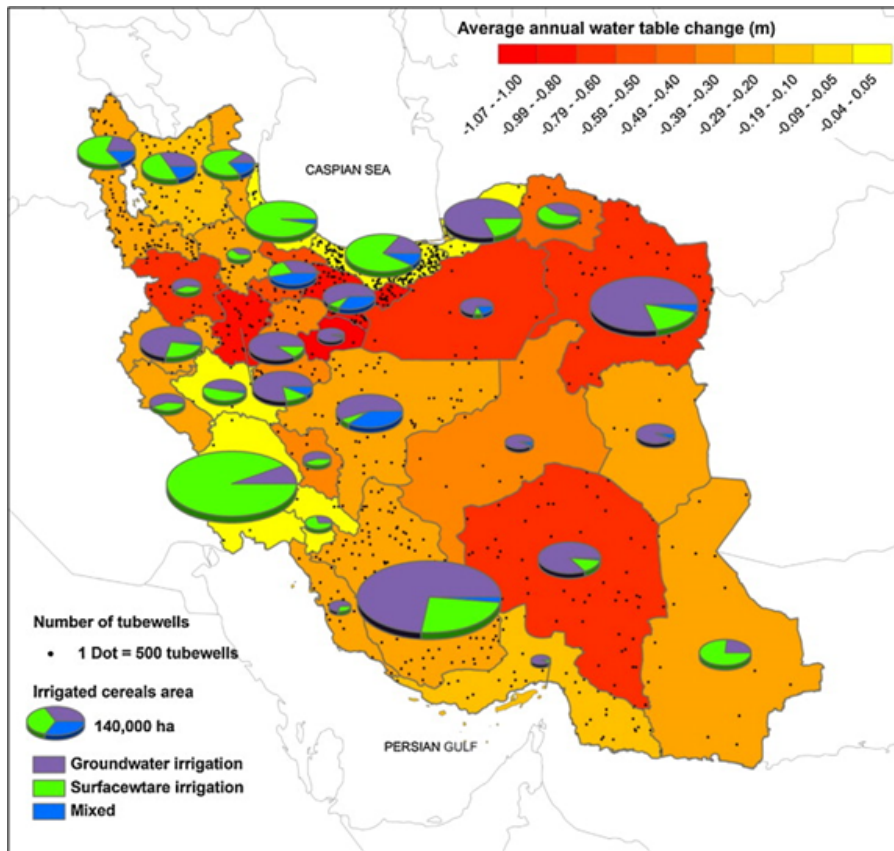 Average annual water table change (m)
-1.07 - -1.00
-0.99 - -0.80
-0.79 - -0.60
-0.59 - -0.50
-0.49 - -0.40
-0.39 - -0.30
-0.29 - -0.20
-0.19 - -0.10
-0.09 - -0.05
-0.04 - 0.05
CASPIAN SEA
Number of tubewells
1 Dot = 500 tubewells
Irrigated cereals area
140,000 ha
Groundwater irrigation
Surfacewtare irrigation
Mixed
PERSIAN GULF